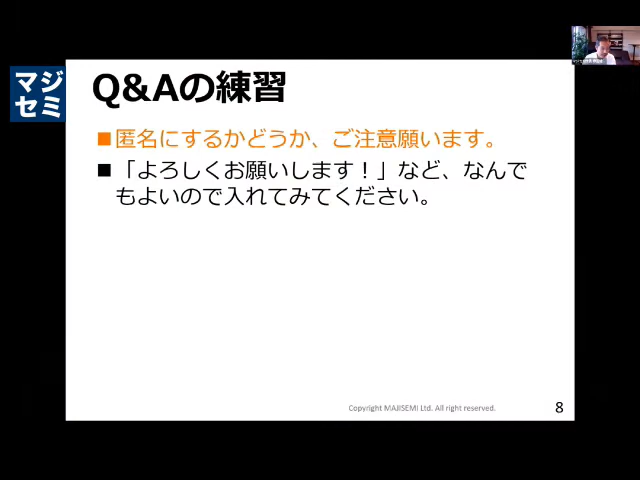 マジ
セミ
Q&Aの練習
■匿名にするかどうか、ご注意願います。
■「よろしくお願いします！」など、なんで
もよいので入れてみてください。
Copyright MAJISEMI Ltd. All right reserved.
8